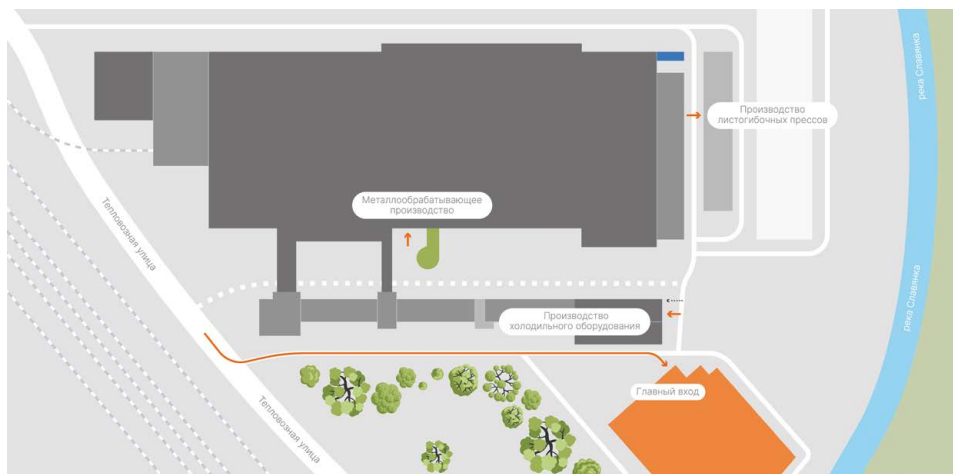 река Славянка
Производство
листогибочных прессов
Металлообрабатывающее
производство
Тепловозная улица
река Славянка
Производство
холодильного оборудования
Главный вход
Тепловозная улица